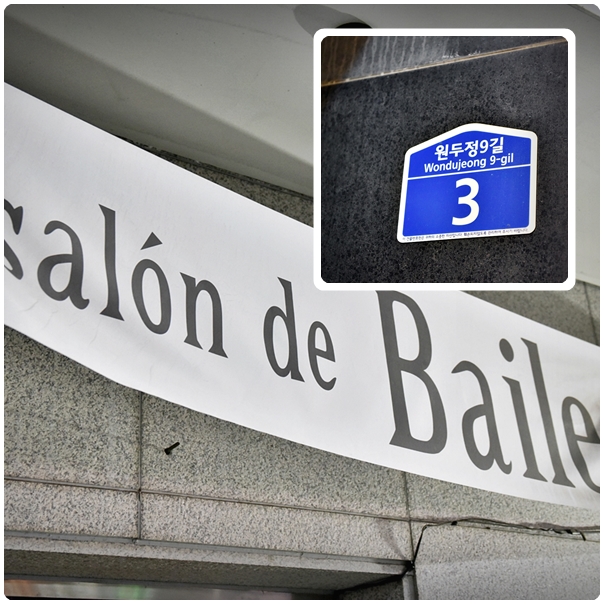 원두정9길
Wondujeong 9-gil
3
salón de Baile